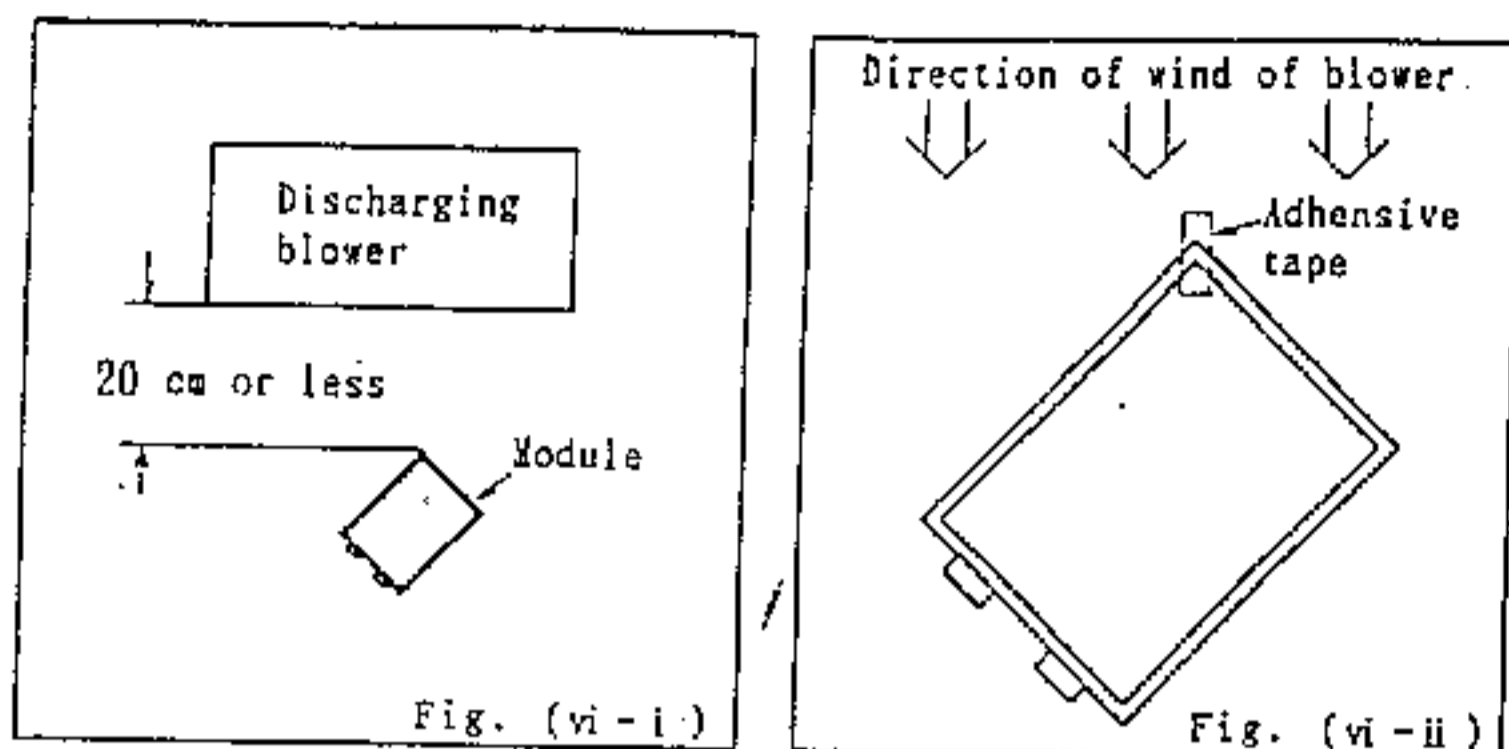 Discharging
blower
20 cm or less
Module
Fig. (vi-i)
Direction of wind of blower.
Adhensive
tape
Fig. (vi-ii)